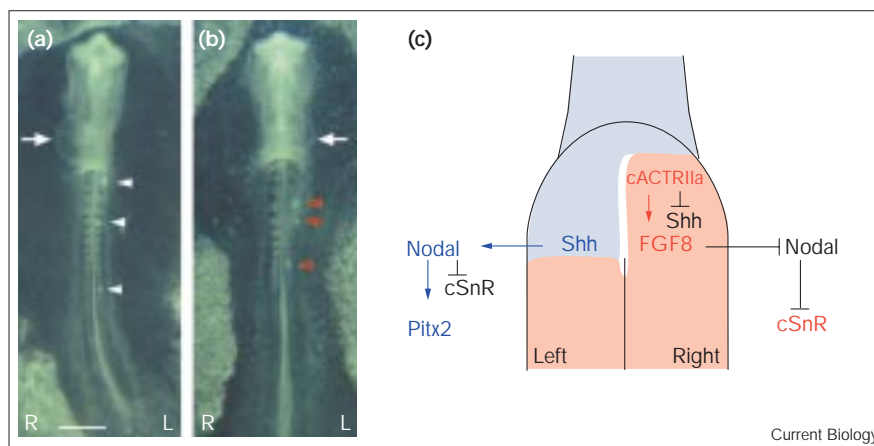 (a)
(b)
(c)
R
L
R
L
cACTRIIa
Shh
Nodal
Shh
FGF8
Nodal
cSnR
Pitx2
cSnR
Left
Right
Current Biology